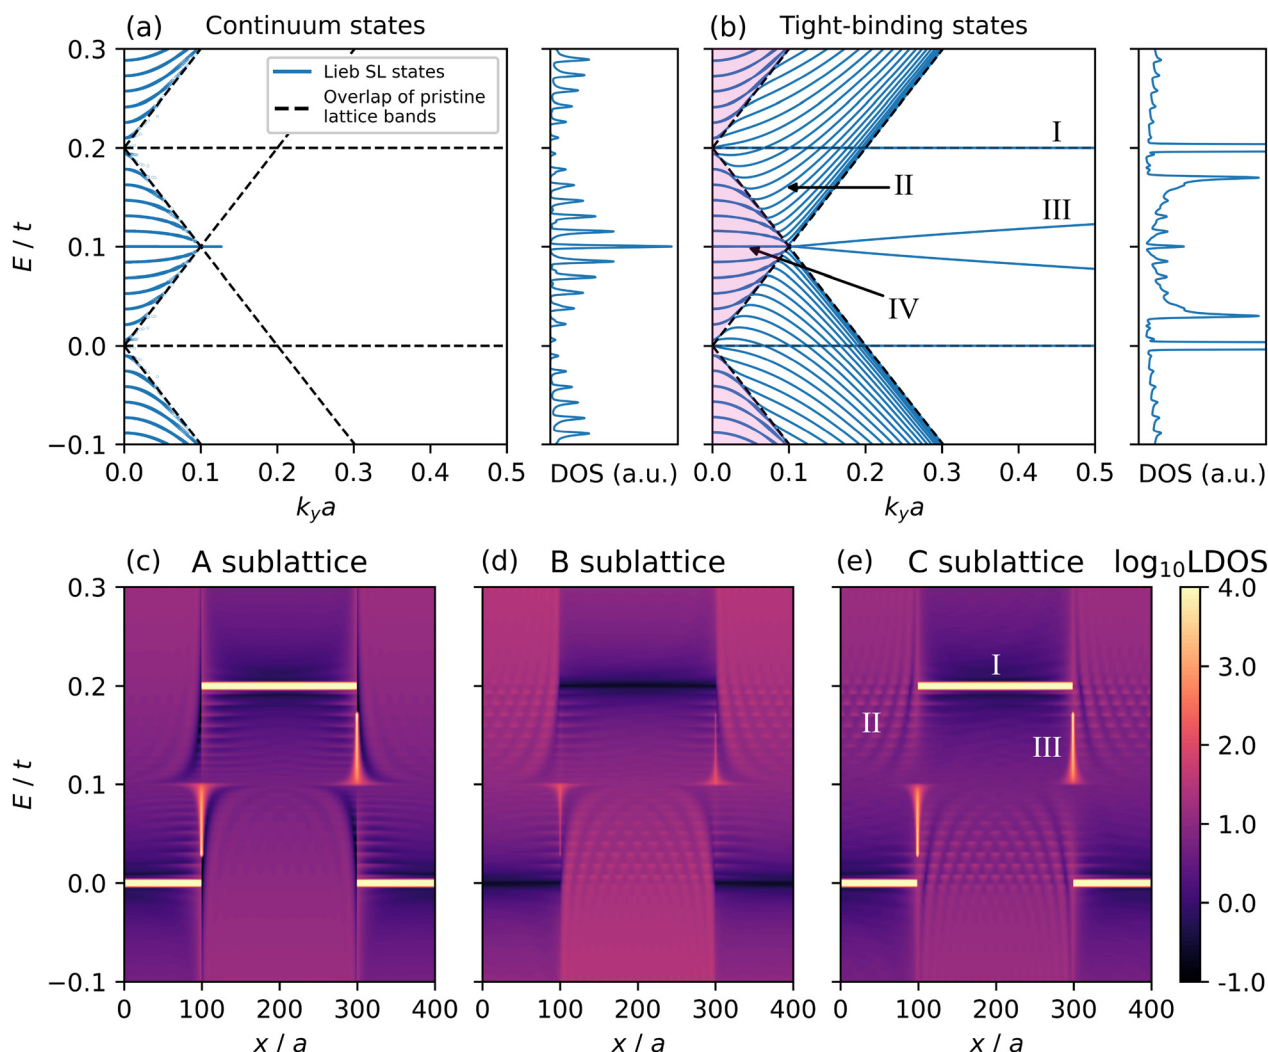 (a) Continuum states
(b) Tight-binding states
0.3
0.2
0.1
0.0
−0.1
E / t
Lieb SL states
Overlap of pristine
lattice bands
I
II
III
IV
0.0 0.1 0.2 0.3 0.4 0.5
DOS (a.u.)
0.0 0.1 0.2 0.3 0.4 0.5
DOS (a.u.)
k_y a
k_y a
(c) A sublattice
(d) B sublattice
(e) C sublattice
log₁₀LDOS
0.3
0.2
0.1
0.0
−0.1
E / t
I
II
III
4.0
3.0
2.0
1.0
0.0
-1.0
0 100 200 300 400
0 100 200 300 400
0 100 200 300 400
x / a
x / a
x / a